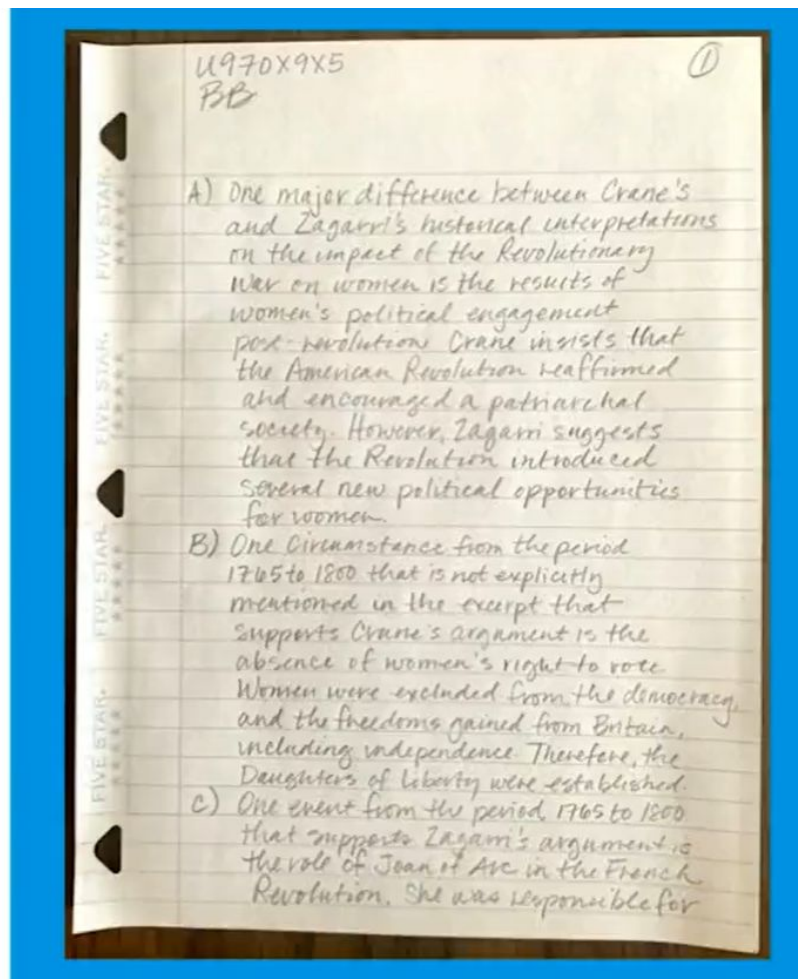 U970X9X5
BB
1
A) One major difference between Crane's
and Zagarri's historical interpretations
on the impact of the Revolutionary
War on women is the results of
women's political engagement
post-revolution. Crane insists that
the American Revolution reaffirmed
and encouraged a patriarchal
society. However, Zagarri suggests
that the Revolution introduced
several new political opportunities
for women.
B) One Circumstance from the period
1765 to 1800 that is not explicitly
mentioned in the excerpt that
supports Crane's argument is the
absence of women's right to vote.
Women were excluded from the democracy,
and the freedoms gained from Britain,
including independence. Therefore, the
Daughters of Liberty were established.
C) One event from the period 1765 to 1800
that supports Zagarri's argument is
the role of Joan of Arc in the French
Revolution. She was responsible for
FIVE STAR.
FIVE STAR.
FIVE STAR.
FIVE STAR.